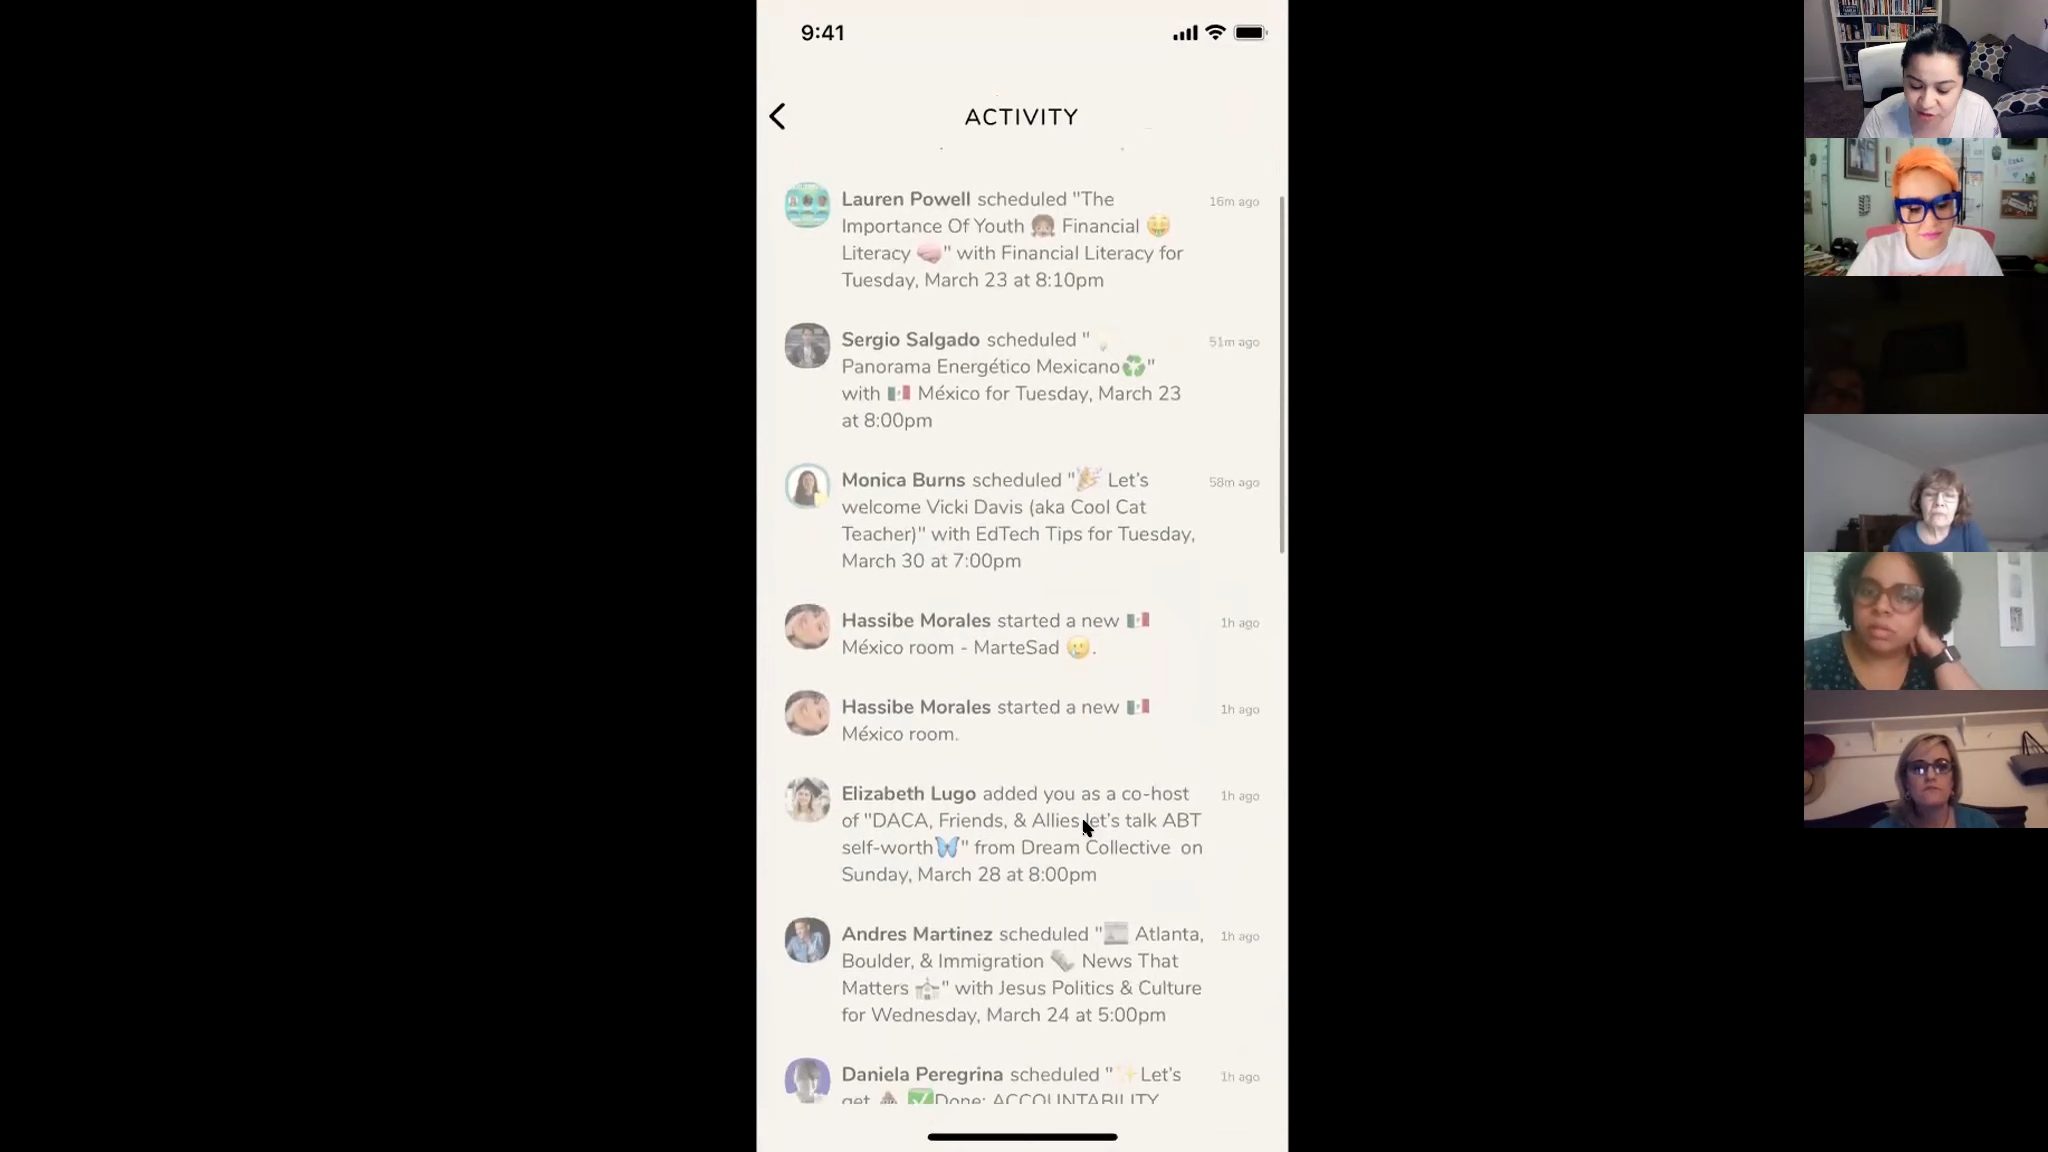 9:41
ACTIVITY
Lauren Powell scheduled "The 16m ago
Importance Of Youth 👧🏽 Financial 🤑
Literacy 🧠" with Financial Literacy for
Tuesday, March 23 at 8:10pm
Sergio Salgado scheduled "💡 51m ago
Panorama Energético Mexicano♻️"
with 🇲🇽 México for Tuesday, March 23
at 8:00pm
Monica Burns scheduled "🎉 Let's 58m ago
welcome Vicki Davis (aka Cool Cat
Teacher)" with EdTech Tips for Tuesday,
March 30 at 7:00pm
Hassibe Morales started a new 🇲🇽 1h ago
México room - MarteSad 🥲.
Hassibe Morales started a new 🇲🇽 1h ago
México room.
Elizabeth Lugo added you as a co-host 1h ago
of "DACA, Friends, & Allies let's talk ABT
self-worth🦋" from Dream Collective on
Sunday, March 28 at 8:00pm
Andres Martinez scheduled "📰 Atlanta, 1h ago
Boulder, & Immigration 🗞️ News That
Matters ⛪" with Jesus Politics & Culture
for Wednesday, March 24 at 5:00pm
Daniela Peregrina scheduled "✨Let's 1h ago
get 💩 ✅Done: ACCOUNTABILITY